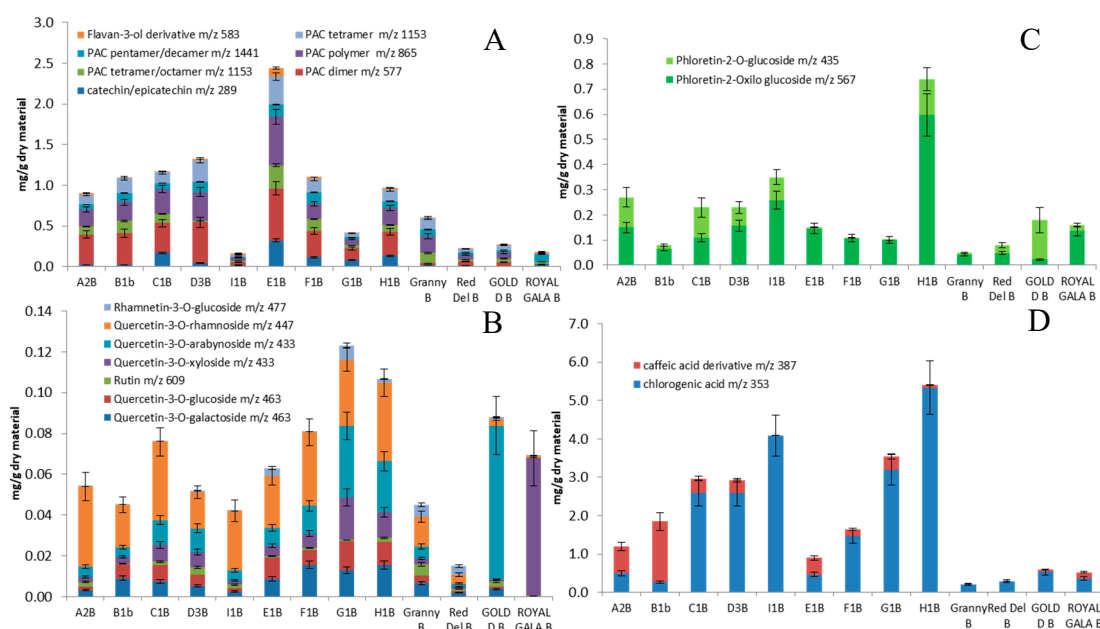 A
Flavan-3-ol derivative m/z 583
PAC tetramer m/z 1153
PAC pentamer/decamer m/z 1441
PAC polymer m/z 865
PAC tetramer/octamer m/z 1153
PAC dimer m/z 577
catechin/epicatechin m/z 289
mg/g dry material
3.0
2.5
2.0
1.5
1.0
0.5
0.0
A2B B1b C1B D3B I1B E1B F1B G1B H1B Granny B Red Del B GOLD D B ROYAL GALA B
C
Phloretin-2-O-glucoside m/z 435
Phloretin-2-Oxilo glucoside m/z 567
mg/g dry material
0.9
0.8
0.7
0.6
0.5
0.4
0.3
0.2
0.1
0.0
A2B B1b C1B D3B I1B E1B F1B G1B H1B Granny B Red Del B GOLD D B ROYAL GALA B
B
Rhamnetin-3-O-glucoside m/z 477
Quercetin-3-O-rhamnoside m/z 447
Quercetin-3-O-arabynoside m/z 433
Quercetin-3-O-xyloside m/z 433
Rutin m/z 609
Quercetin-3-O-glucoside m/z 463
Quercetin-3-O-galactoside m/z 463
mg/g dry material
0.14
0.12
0.10
0.08
0.06
0.04
0.02
0.00
A2B B1b C1B D3B I1B E1B F1B G1B H1B Granny B Red Del B GOLD D B ROYAL GALA B
D
caffeic acid derivative m/z 387
chlorogenic acid m/z 353
mg/g dry material
7.0
6.0
5.0
4.0
3.0
2.0
1.0
0.0
A2B B1b C1B D3B I1B E1B F1B G1B H1B Granny B Red Del B GOLD D B ROYAL GALA B